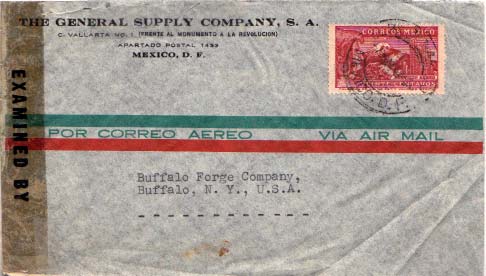 THE GENERAL SUPPLY COMPANY, S. A.
C. VALLARTA NO. 1 (FRENTE AL MONUMENTO A LA REVOLUCION)
APARTADO POSTAL 1499
MEXICO, D. F.
CORREOS MEXICO
EXAMINED BY
POR CORREO AEREO VIA AIR MAIL
Buffalo Forge Company,
Buffalo, N. Y., U.S.A.